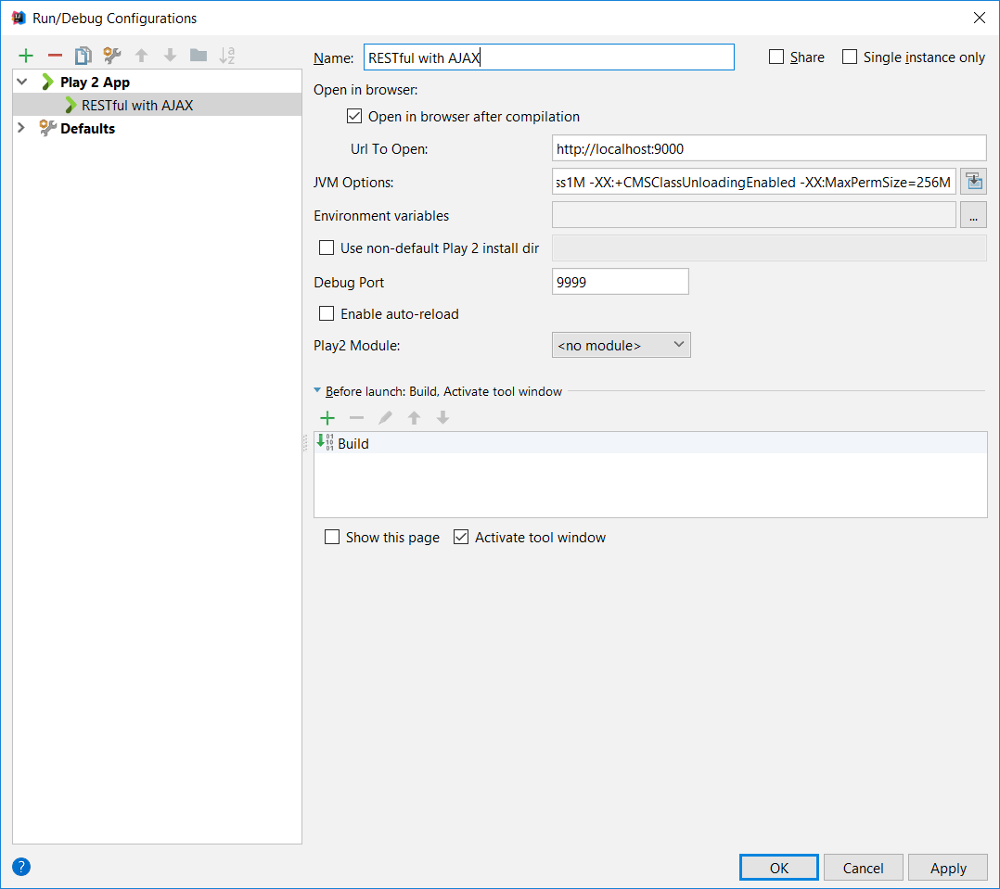 Run/Debug Configurations
Name: RESTful with AJAX Share Single instance only
Play 2 App
RESTful with AJAX
Defaults
Open in browser:
Open in browser after compilation
Url To Open: http://localhost:9000
JVM Options: ss1M -XX:+CMSClassUnloadingEnabled -XX:MaxPermSize=256M
Environment variables ...
Use non-default Play 2 install dir
Debug Port 9999
Enable auto-reload
Play2 Module: <no module>
Before launch: Build, Activate tool window
Build
Show this page Activate tool window
? OK Cancel Apply